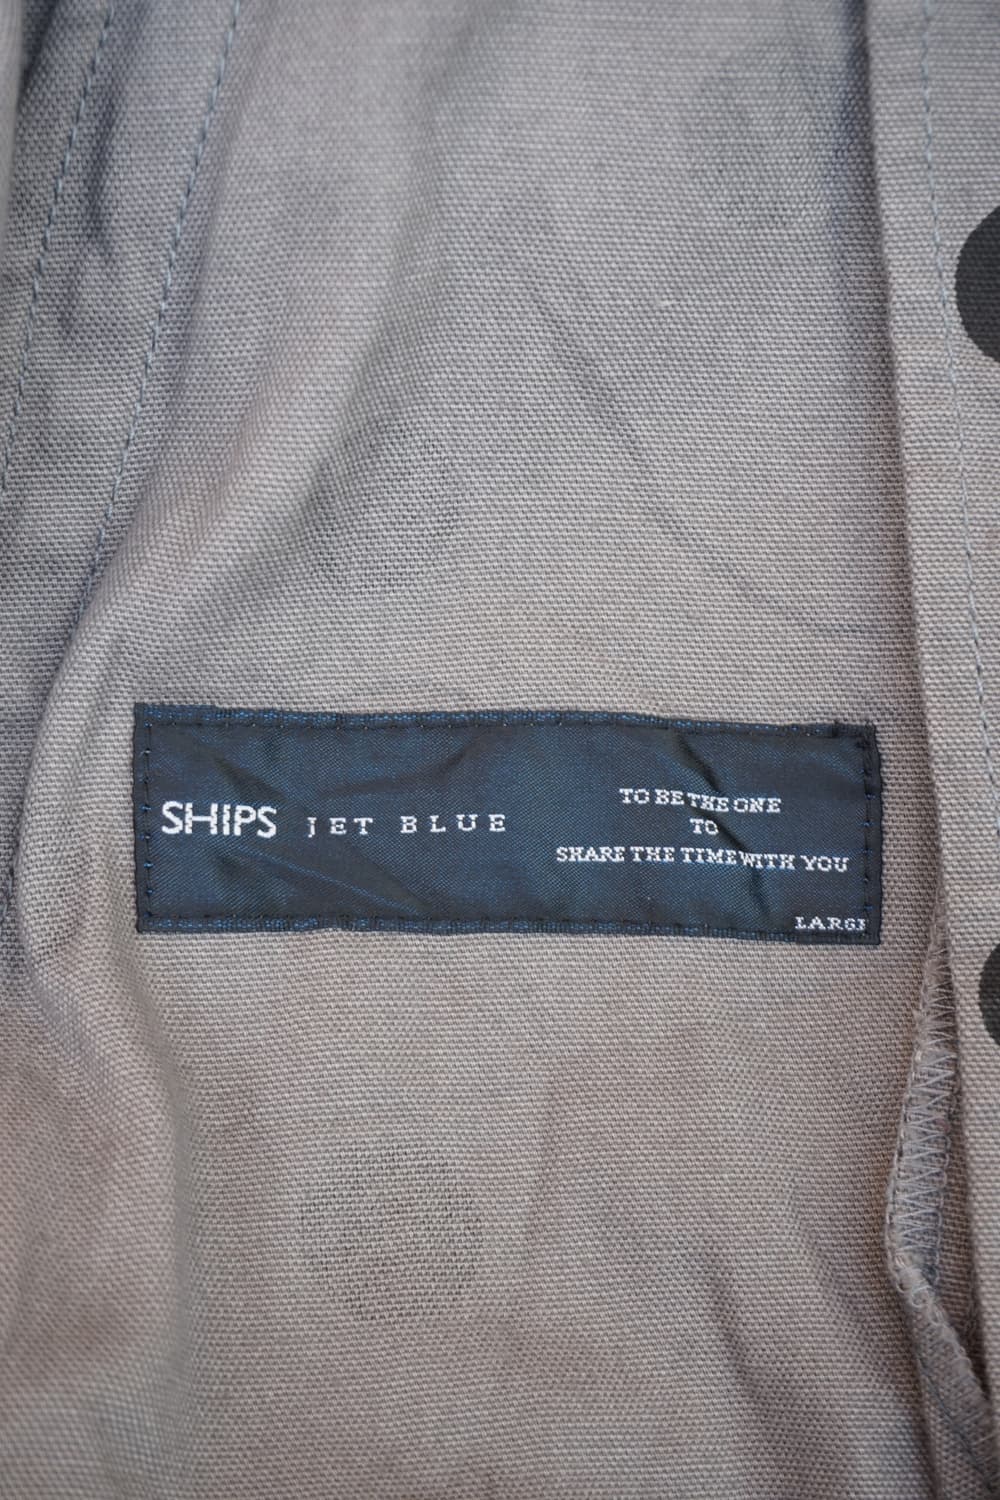 SHIPS JET BLUE
TO BE THE ONE
TO
SHARE THE TIME WITH YOU
LARGE